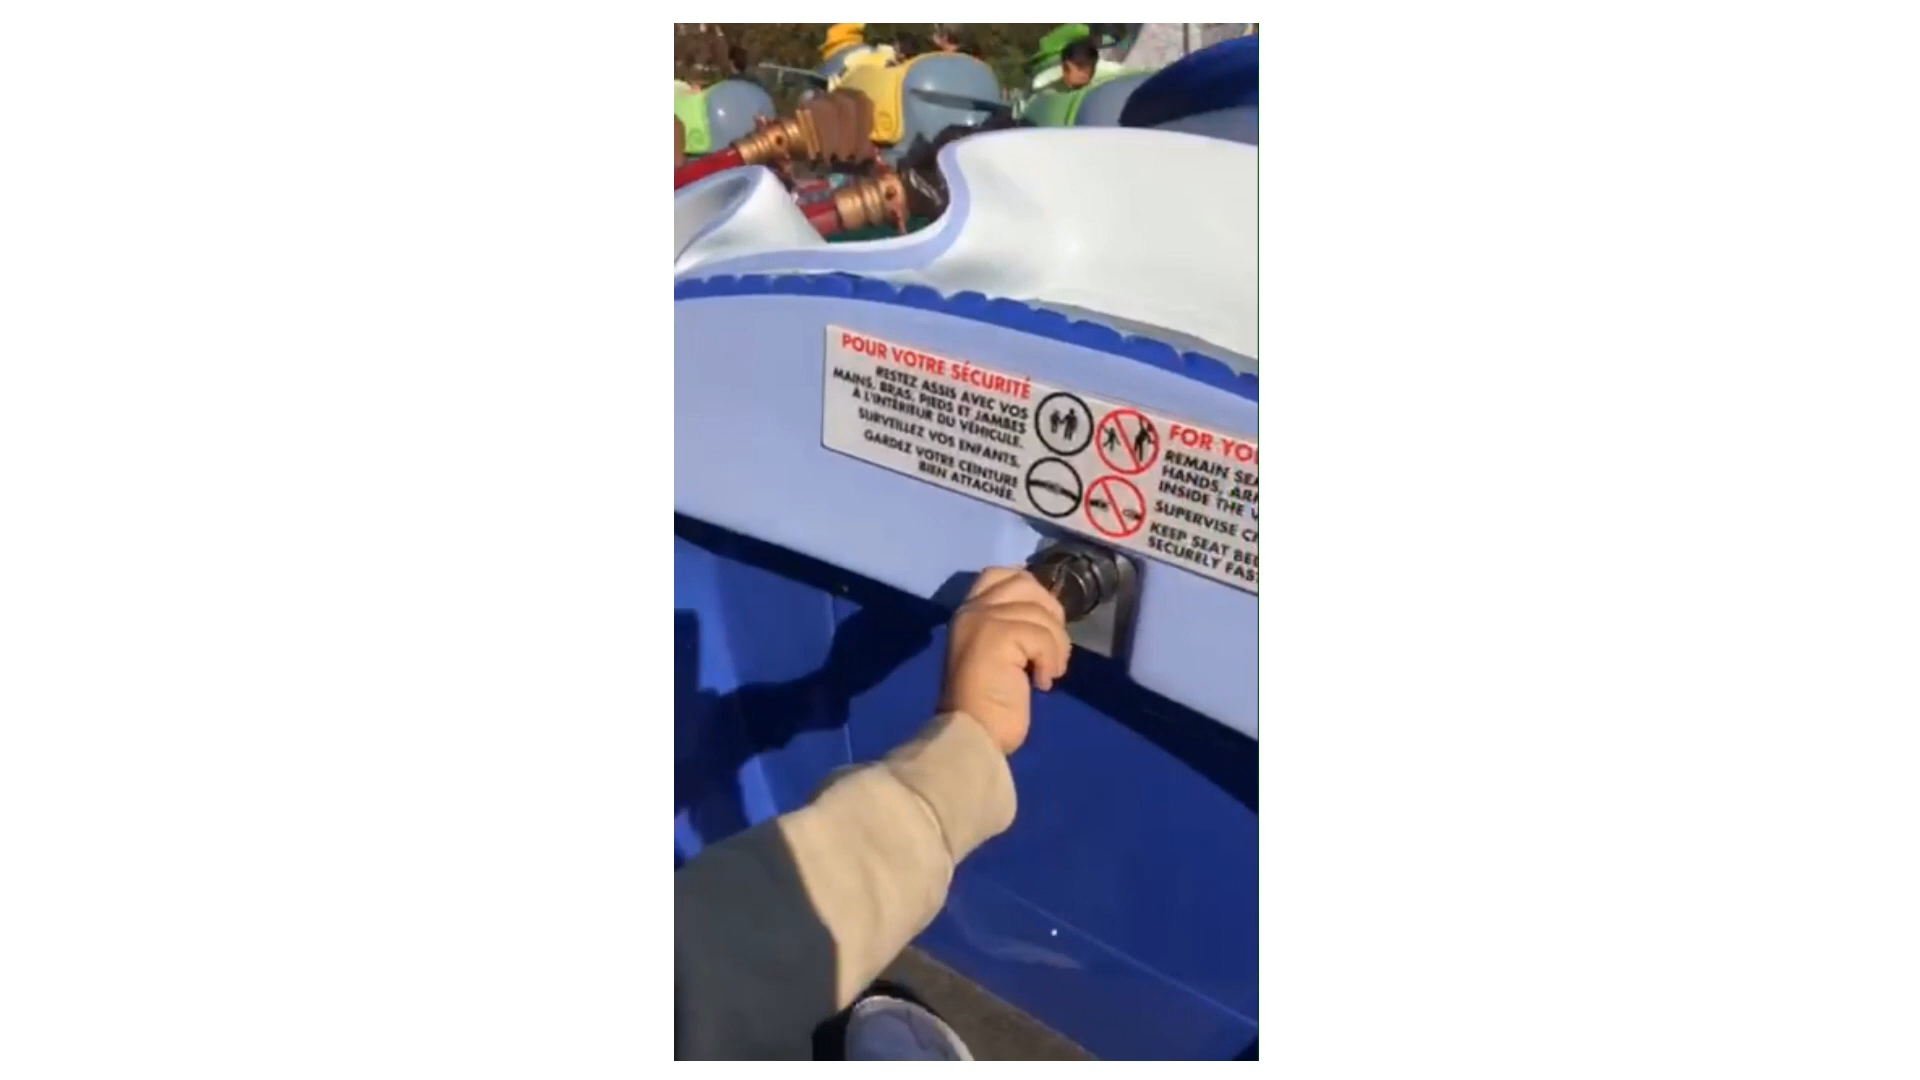 POUR VOTRE SÉCURITÉ
RESTEZ ASSIS AVEC VOS
MAINS, BRAS, PIEDS ET JAMBES
À L'INTÉRIEUR DU VÉHICULE.
SURVEILLEZ VOS ENFANTS.
GARDEZ VOTRE CEINTURE
BIEN ATTACHÉE.
FOR
REMAIN
HANDS,
INSIDE THE
SUPERVISE
KEEP SEAT
SECURELY